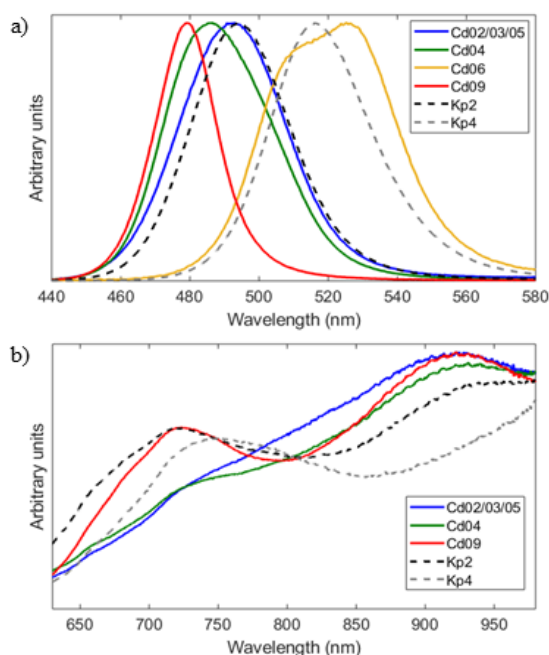 a)
Arbitrary units
Cd02/03/05
Cd04
Cd06
Cd09
Kp2
Kp4
440 460 480 500 520 540 560 580
Wavelength (nm)
b)
Arbitrary units
Cd02/03/05
Cd04
Cd09
Kp2
Kp4
650 700 750 800 850 900 950
Wavelength (nm)